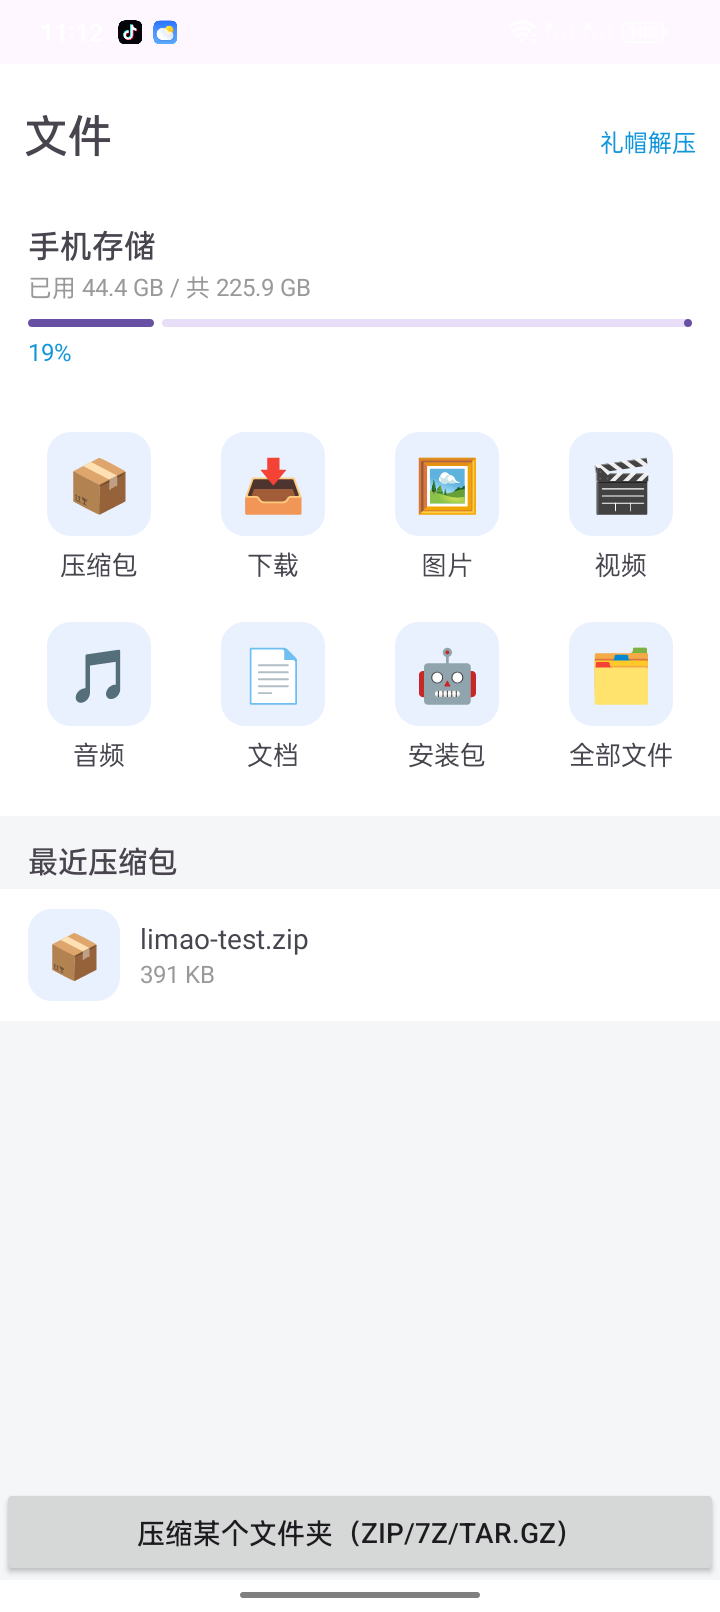 11:12
文件
礼帽解压
手机存储
已用 44.4 GB / 共 225.9 GB
19%
压缩包
下载
图片
视频
音频
文档
安装包
全部文件
最近压缩包
limao-test.zip
391 KB
压缩某个文件夹（ZIP/7Z/TAR.GZ）